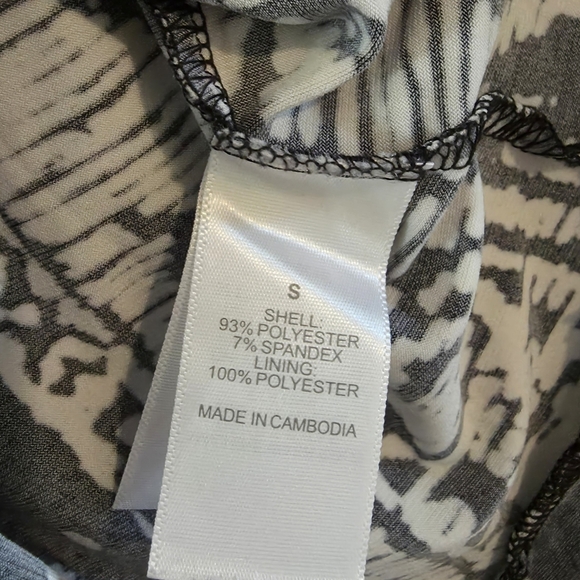 S
SHELL:
93% POLYESTER
7% SPANDEX
LINING:
100% POLYESTER
MADE IN CAMBODIA